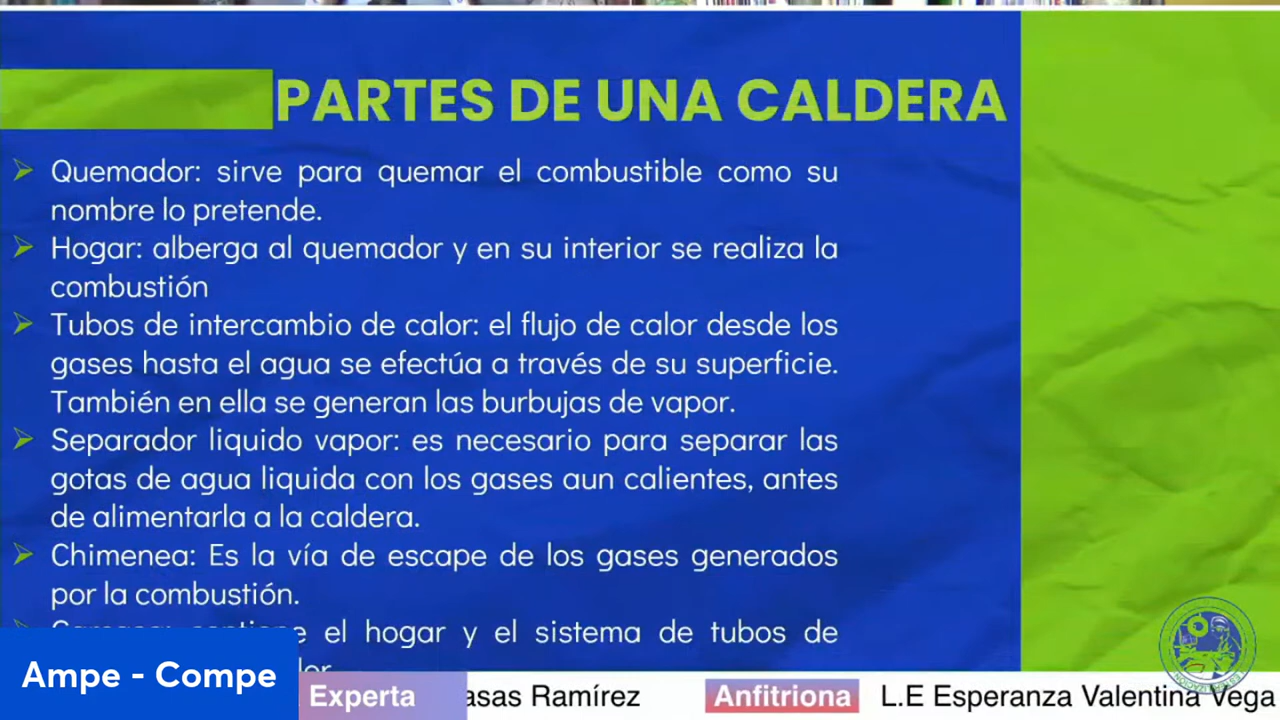 PARTES DE UNA CALDERA
Quemador: sirve para quemar el combustible como su
nombre lo pretende.
Hogar: alberga al quemador y en su interior se realiza la
combustión
Tubos de intercambio de calor: el flujo de calor desde los
gases hasta el agua se efectúa a través de su superficie.
También en ella se generan las burbujas de vapor.
Separador liquido vapor: es necesario para separar las
gotas de agua liquida con los gases aun calientes, antes
de alimentarla a la caldera.
Chimenea: Es la vía de escape de los gases generados
por la combustión.
el hogar y el sistema de tubos de
Ampe - Compe
Experta
asas Ramírez
Anfitriona
L.E Esperanza Valentina Vega